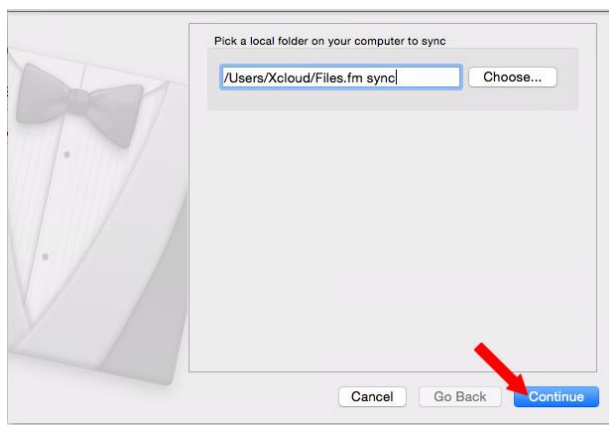 Pick a local folder on your computer to sync
/Users/Xcloud/Files.fm sync
Choose...
Cancel
Go Back
Continue